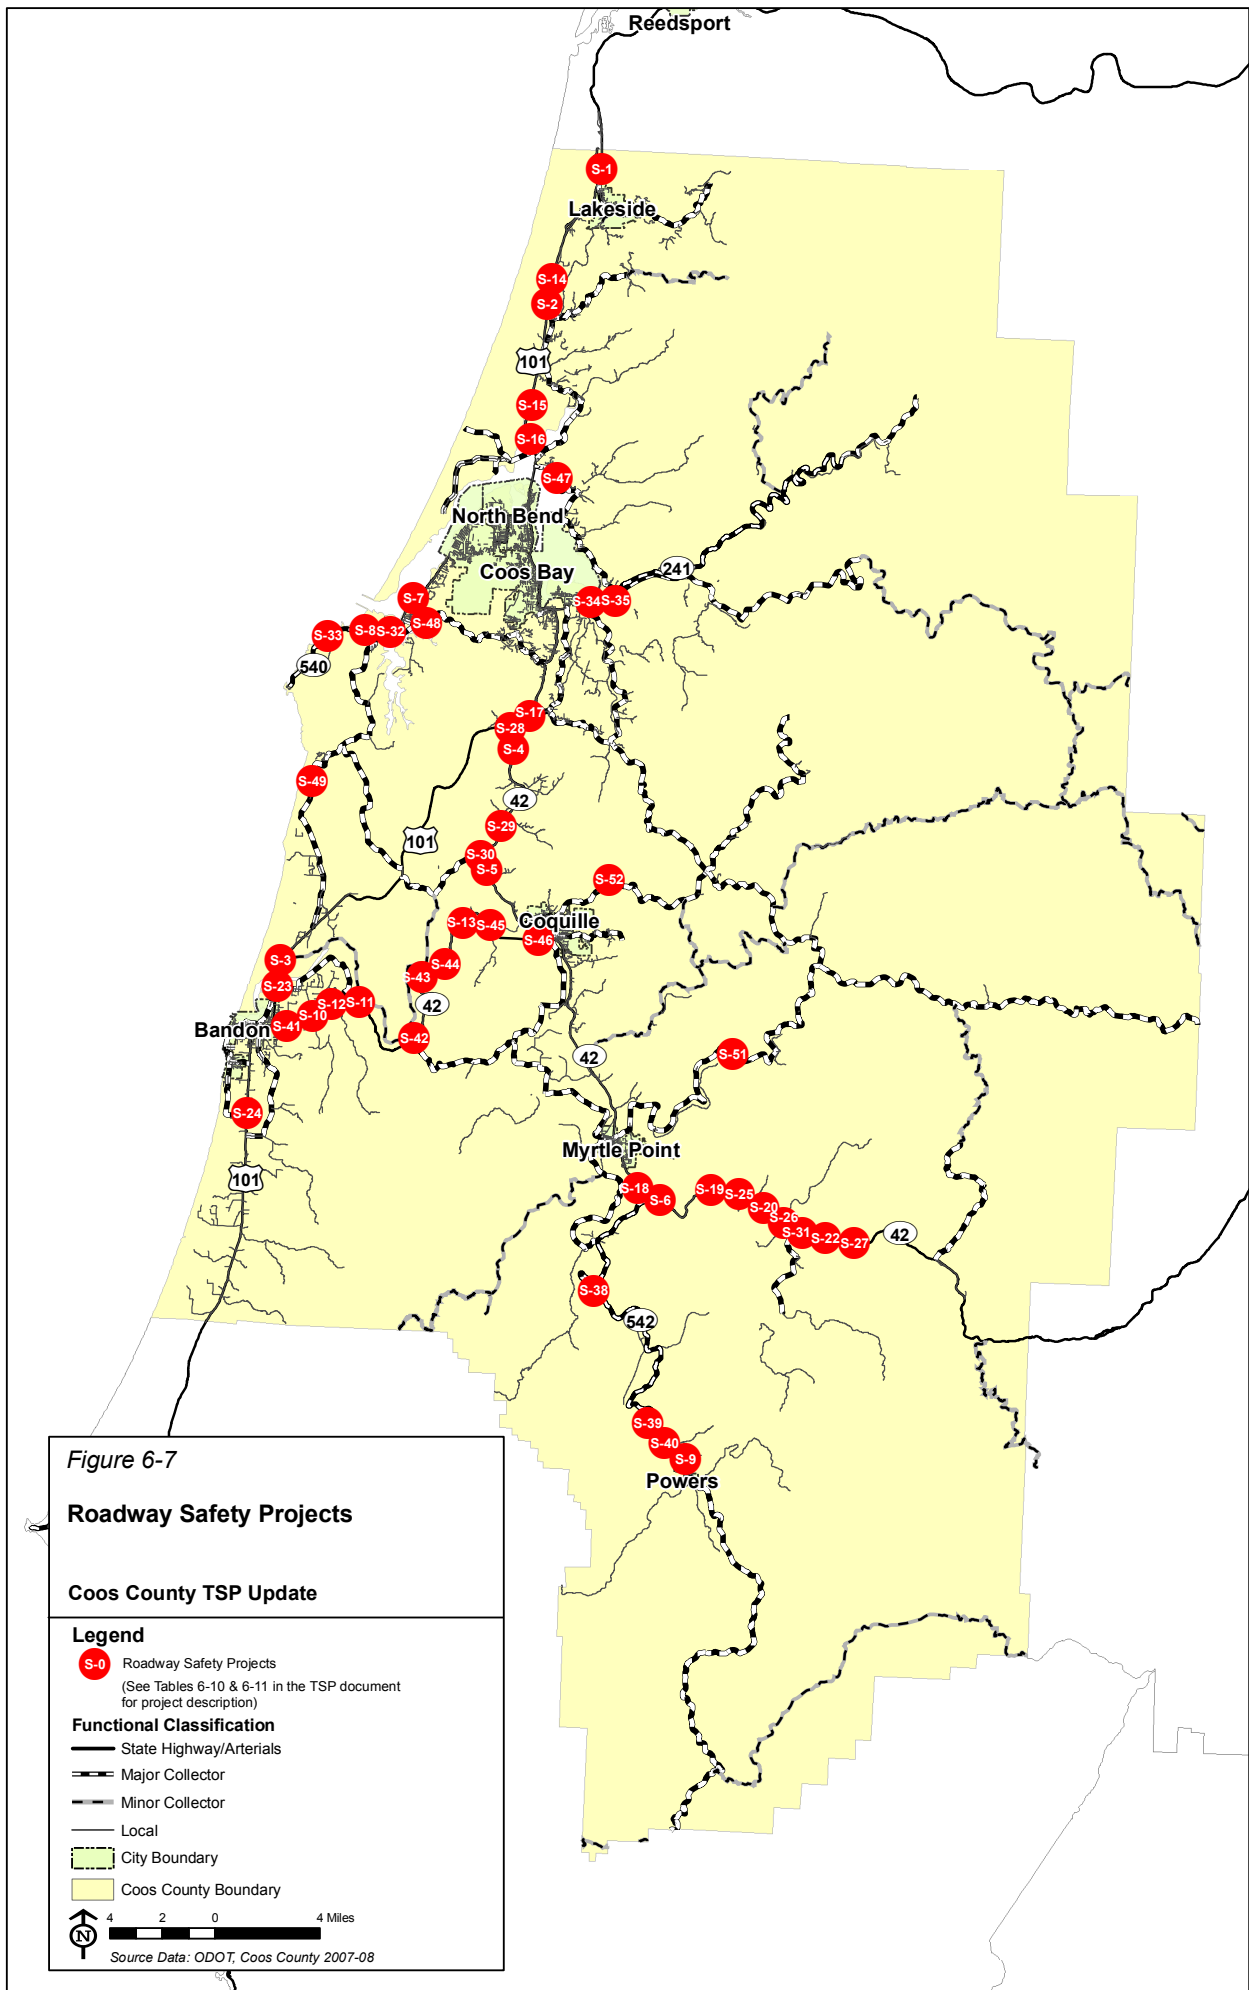 Reedsport
S-1
Lakeside
S-14
S-2
101
S-15
S-16
S-47
North Bend
Coos Bay
241
S-7
S-34
S-35
S-48
S-33
S-8
S-32
540
S-17
S-28
S-4
S-49
42
S-29
101
S-30
S-5
S-52
S-13
S-45
Coquille
S-46
S-3
S-44
S-43
S-23
42
S-12
S-11
S-10
S-41
Bandon
S-42
42
S-51
S-24
Myrtle Point
101
S-18
S-6
S-19
S-25
S-20
S-26
S-31
S-22
S-27
42
S-38
542
S-39
S-40
S-9
Powers
Figure 6-7
Roadway Safety Projects
Coos County TSP Update
Legend
S-0 Roadway Safety Projects
(See Tables 6-10 & 6-11 in the TSP document
for project description)
Functional Classification
State Highway/Arterials
Major Collector
Minor Collector
Local
City Boundary
Coos County Boundary
N
4 2 0 4 Miles
Source Data: ODOT, Coos County 2007-08